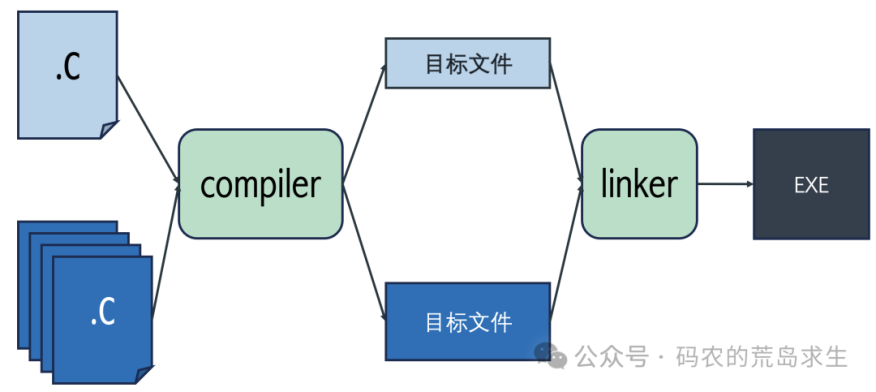 .C
目标文件
compiler
linker
EXE
.C
目标文件
公众号 · 码农的荒岛求生